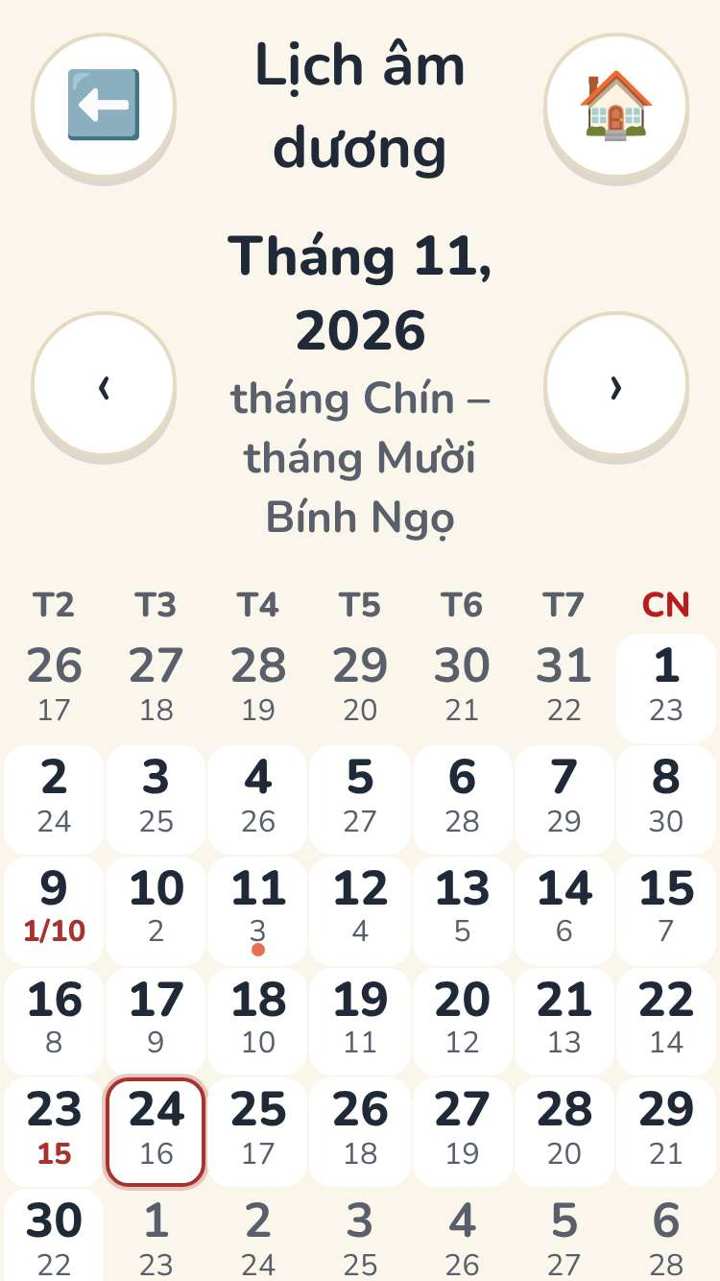 Lịch âm
dương
Tháng 11,
2026
‹ ›
tháng Chín –
tháng Mười
Bính Ngọ
T2 T3 T4 T5 T6 T7 CN
26 27 28 29 30 31 1
17 18 19 20 21 22 23
2 3 4 5 6 7 8
24 25 26 27 28 29 30
9 10 11 12 13 14 15
1/10 2 3 4 5 6 7
16 17 18 19 20 21 22
8 9 10 11 12 13 14
23 24 25 26 27 28 29
15 16 17 18 19 20 21
30 1 2 3 4 5 6
22 23 24 25 26 27 28